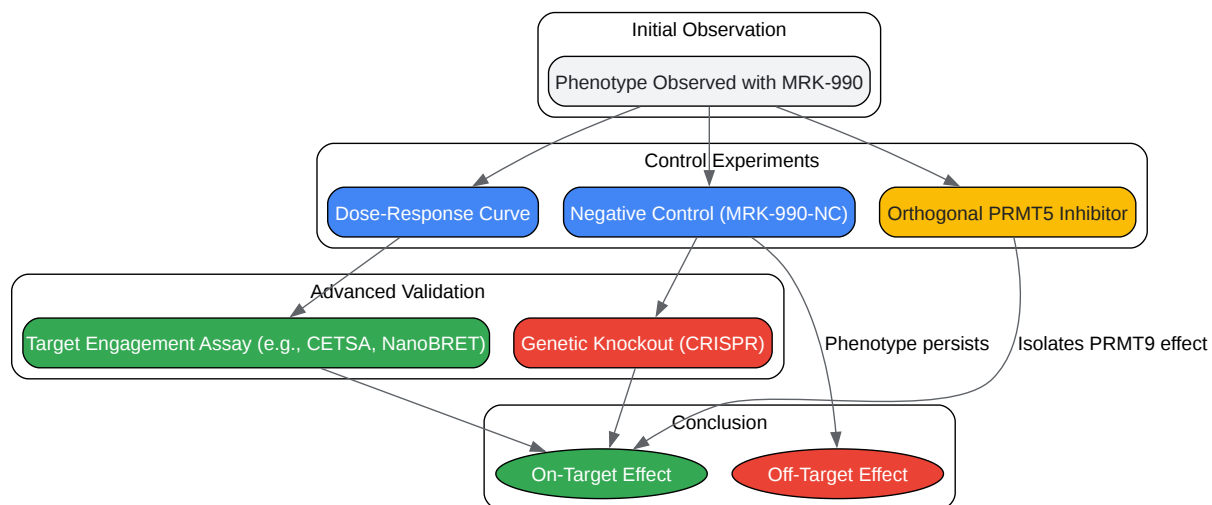 Initial Observation
Phenotype Observed with MRK-990
Control Experiments
Dose-Response Curve
Negative Control (MRK-990-NC)
Orthogonal PRMT5 Inhibitor
Advanced Validation
Target Engagement Assay (e.g., CETSA, NanoBRET)
Genetic Knockout (CRISPR)
Phenotype persists
Isolates PRMT9 effect
Conclusion
On-Target Effect
Off-Target Effect